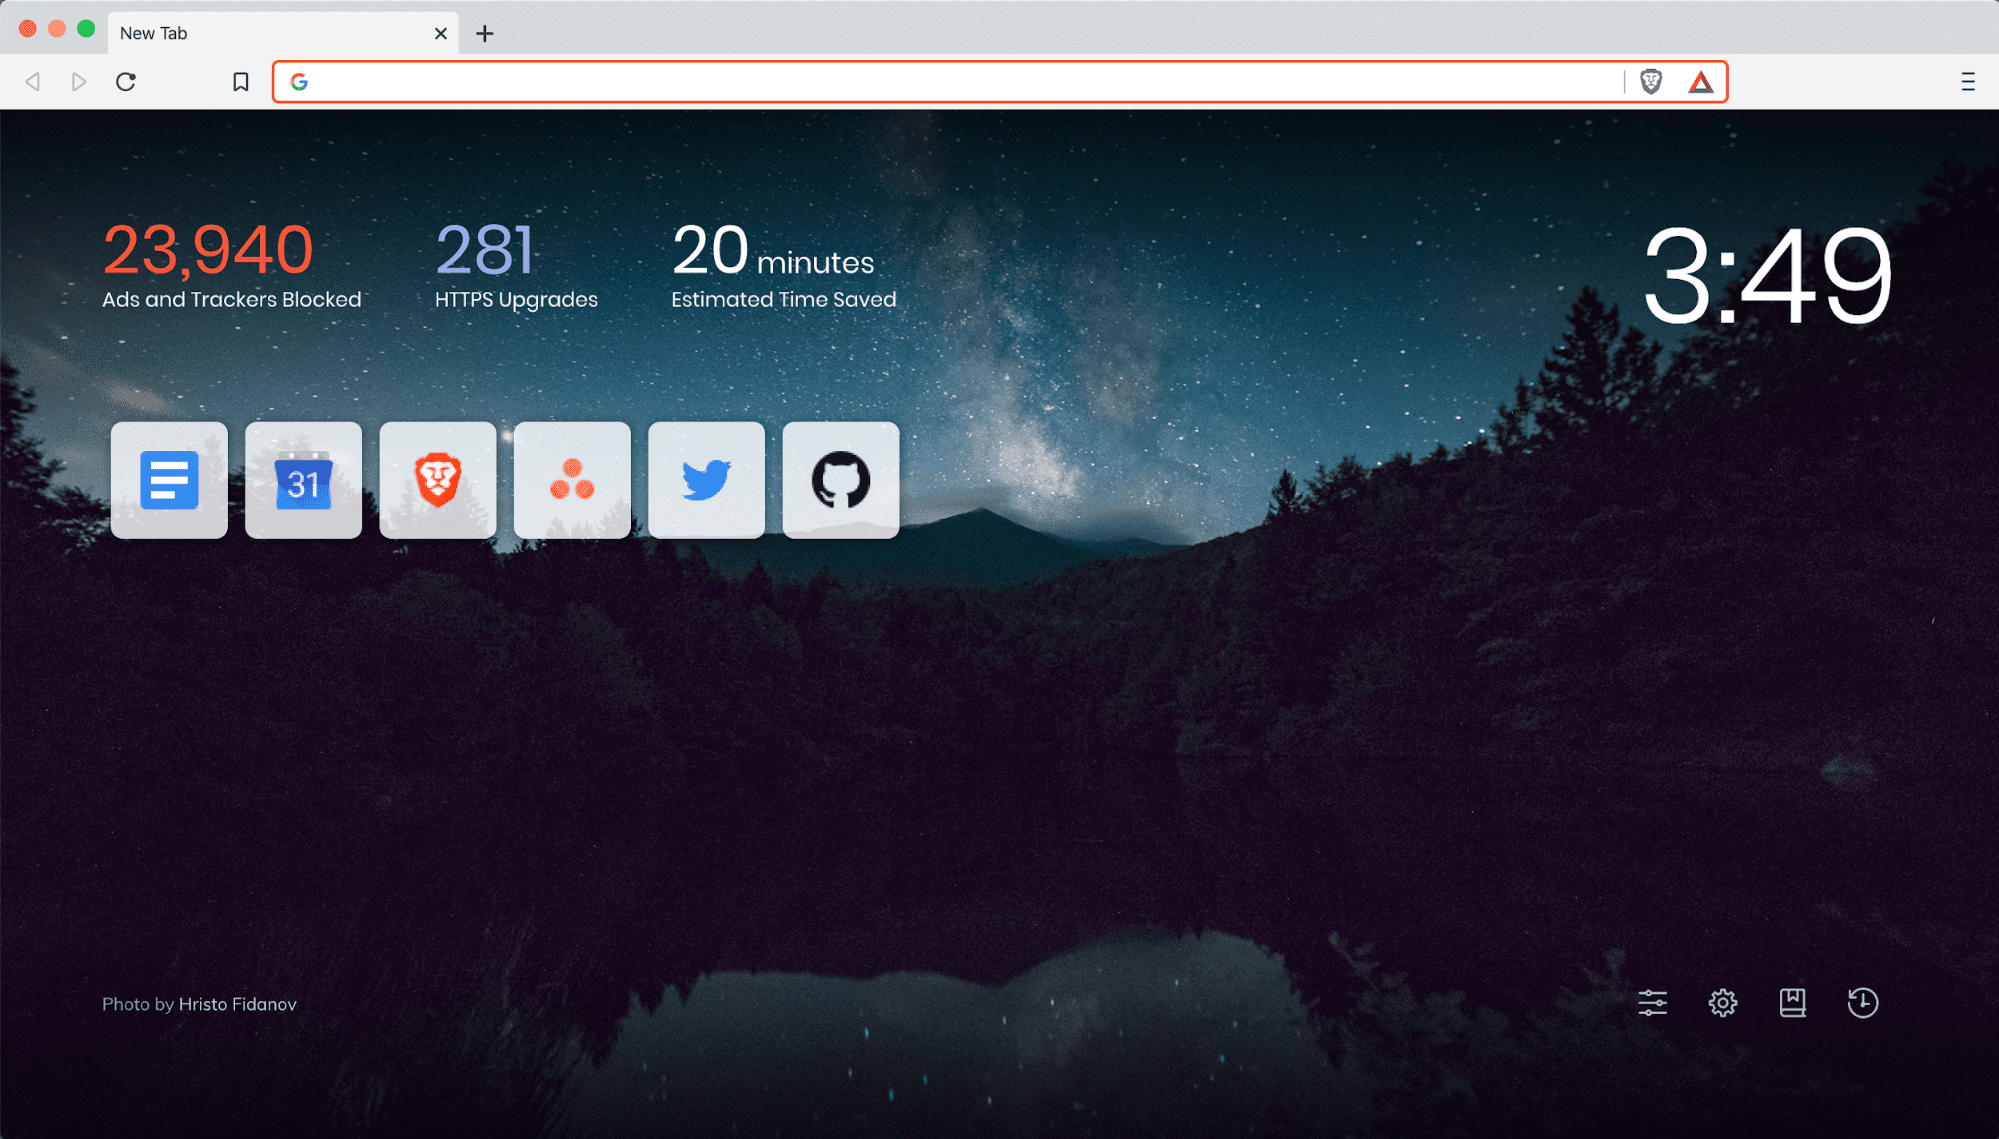 New Tab
23,940
Ads and Trackers Blocked
281
HTTPS Upgrades
20 minutes
Estimated Time Saved
3:49
31
Photo by Hristo Fidanov